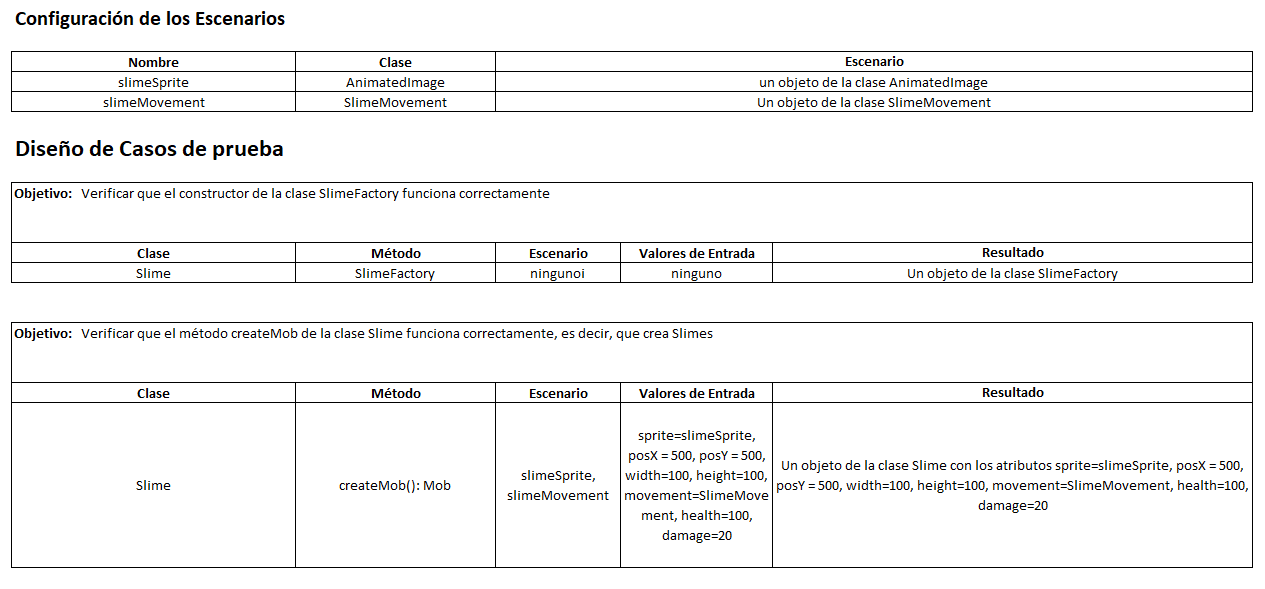 Configuración de los Escenarios
Nombre Clase Escenario
slimeSprite AnimatedImage un objeto de la clase AnimatedImage
slimeMovement SlimeMovement Un objeto de la clase SlimeMovement
Diseño de Casos de prueba
Objetivo: Verificar que el constructor de la clase SlimeFactory funciona correctamente
Clase Método Escenario Valores de Entrada Resultado
Slime SlimeFactory ningunoi ninguno Un objeto de la clase SlimeFactory
Objetivo: Verificar que el método createMob de la clase Slime funciona correctamente, es decir, que crea Slimes
Clase Método Escenario Valores de Entrada Resultado
Slime
createMob(): Mob
slimeSprite,
slimeMovement
sprite=slimeSprite,
posX = 500, posY = 500,
width=100, height=100,
movement=SlimeMove
ment, health=100,
damage=20
Un objeto de la clase Slime con los atributos sprite=slimeSprite, posX = 500,
posY = 500, width=100, height=100, movement=SlimeMovement, health=100,
damage=20